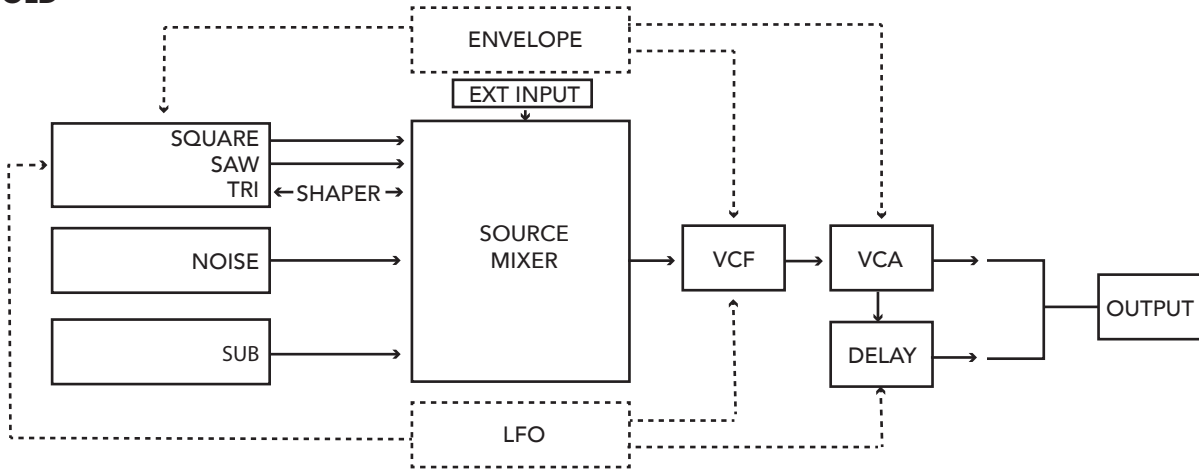 ENVELOPE
EXT INPUT
SQUARE
SAW
TRI
SHAPER
NOISE
SUB
SOURCE
MIXER
VCF
VCA
DELAY
OUTPUT
LFO